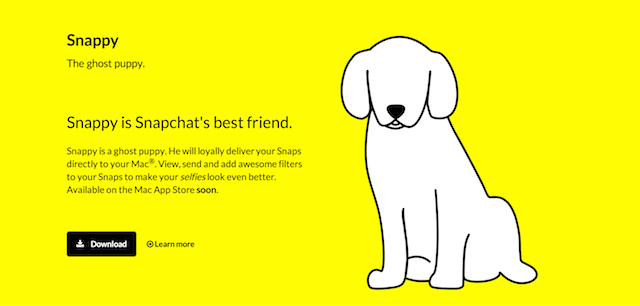 Snappy
The ghost puppy.
Snappy is Snapchat's best friend.
Snappy is a ghost puppy. He will loyally deliver your Snaps
directly to your Mac®. View, send and add awesome filters
to your Snaps to make your selfies look even better.
Available on the Mac App Store soon.
Download
Learn more